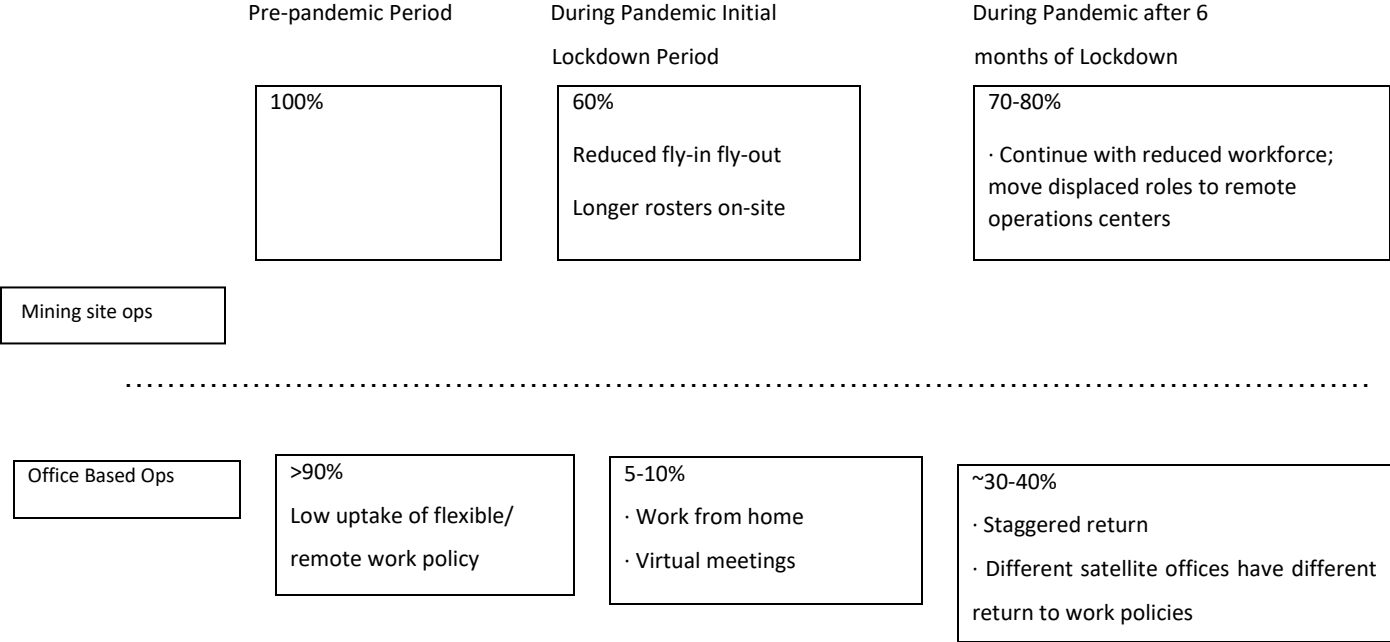 Pre-pandemic Period
During Pandemic Initial
Lockdown Period
During Pandemic after 6
months of Lockdown
100%
60%
Reduced fly-in fly-out
Longer rosters on-site
70-80%
· Continue with reduced workforce;
move displaced roles to remote
operations centers
Mining site ops
Office Based Ops
>90%
Low uptake of flexible/
remote work policy
5-10%
· Work from home
· Virtual meetings
~30-40%
· Staggered return
· Different satellite offices have different
return to work policies